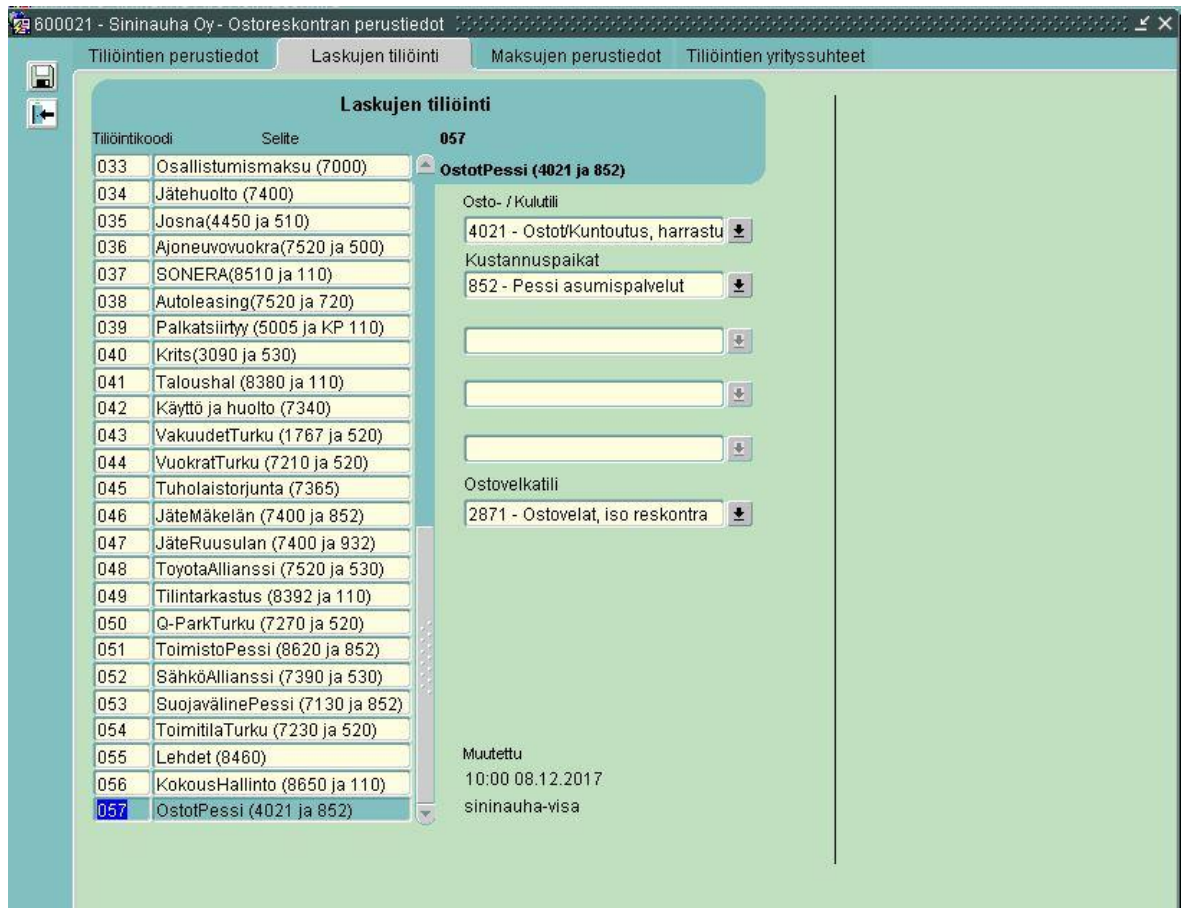 600021 - Sininauha Oy - Ostoreskontran perustiedot
Tiliöintien perustiedot Laskujen tiliöinti Maksujen perustiedot Tiliöintien yrityssuhteet
Laskujen tiliöinti
Tiliöintikoodi Selite 057
OstotPessi (4021 ja 852)
033 Osallistumismaksu (7000)
034 Jätehuolto (7400)
035 Josna(4450 ja 510)
036 Ajoneuvovuokra(7520 ja 500)
037 SONERA(8510 ja 110)
038 Autoleasing(7520 ja 720)
039 Palkatsiirtyy (5005 ja KP 110)
040 Krits(3090 ja 530)
041 Taloushal (8380 ja 110)
042 Käyttö ja huolto (7340)
043 VakuudetTurku (1767 ja 520)
044 VuokratTurku (7210 ja 520)
045 Tuholaistorjunta (7365)
046 JäteMäkelän (7400 ja 852)
047 JäteRuusulan (7400 ja 932)
048 ToyotaAllianssi (7520 ja 530)
049 Tilintarkastus (8392 ja 110)
050 Q-ParkTurku (7270 ja 520)
051 ToimistoPessi (8620 ja 852)
052 SähköAllianssi (7390 ja 530)
053 SuojavälinePessi (7130 ja 852)
054 ToimitilaTurku (7230 ja 520)
055 Lehdet (8460)
056 KokousHallinto (8650 ja 110)
057 OstotPessi (4021 ja 852)
Osto- / Kulutili
4021 - Ostot/Kuntoutus, harrastu
Kustannuspaikat
852 - Pessi asumispalvelut
Ostovelkatili
2871 - Ostovelat, iso reskontra
Muutettu
10:00 08.12.2017
sininauha-visa